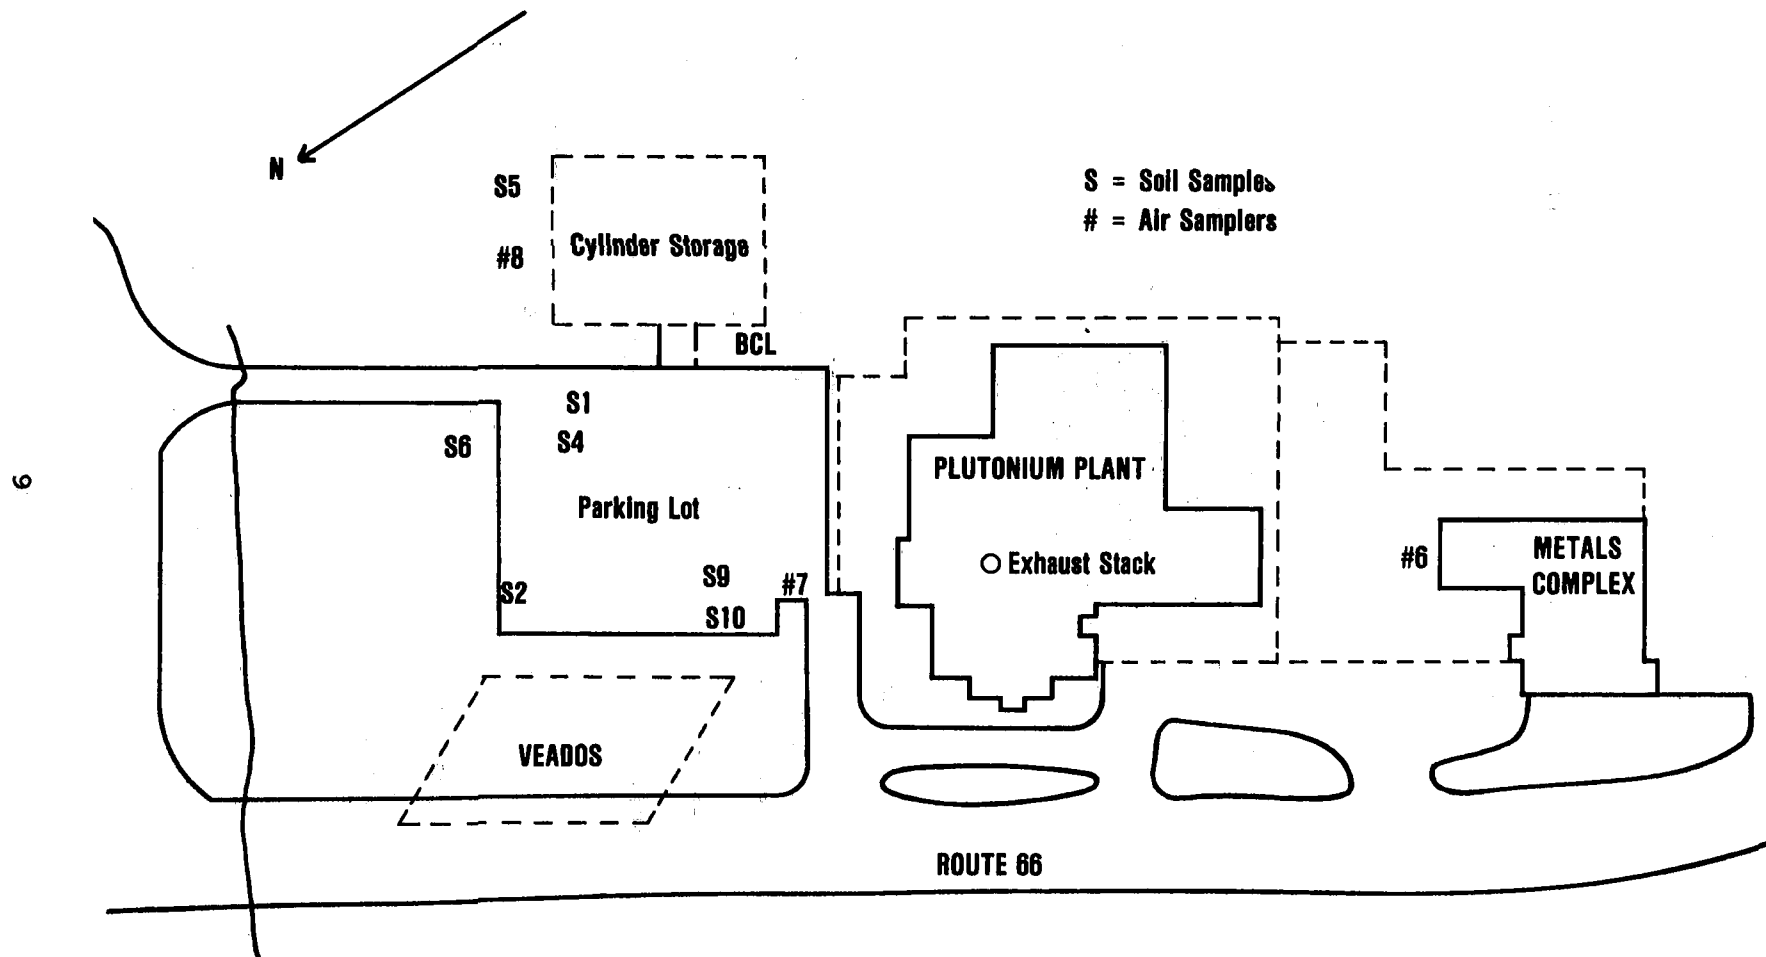 N
S5
S = Soil Samples
# = Air Samplers
#8
Cylinder Storage
BCL
S1
S6
S4
PLUTONIUM PLANT
Parking Lot
METALS
COMPLEX
#6
Exhaust Stack
S9
#7
S2
S10
VEADOS
ROUTE 66
9